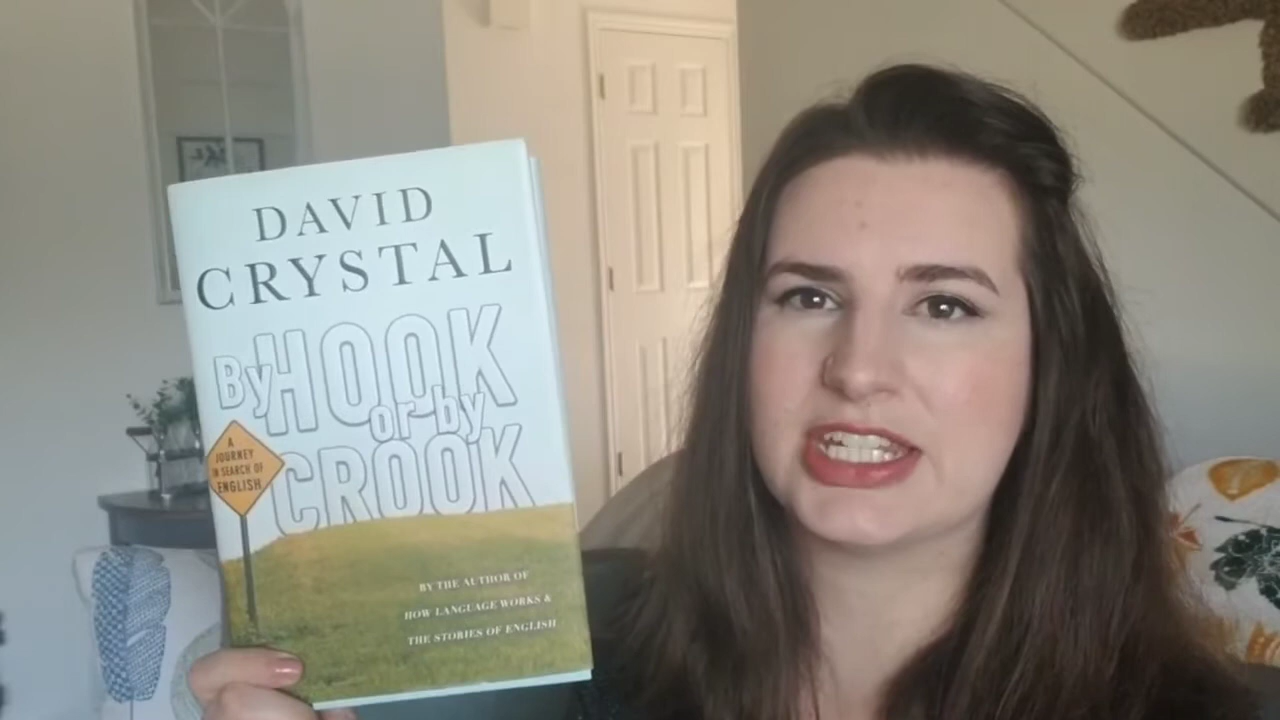 DAVID
CRYSTAL
By HOOK
or by
CROOK
A
JOURNEY
IN SEARCH OF
ENGLISH
BY THE AUTHOR OF
HOW LANGUAGE WORKS &
THE STORIES OF ENGLISH